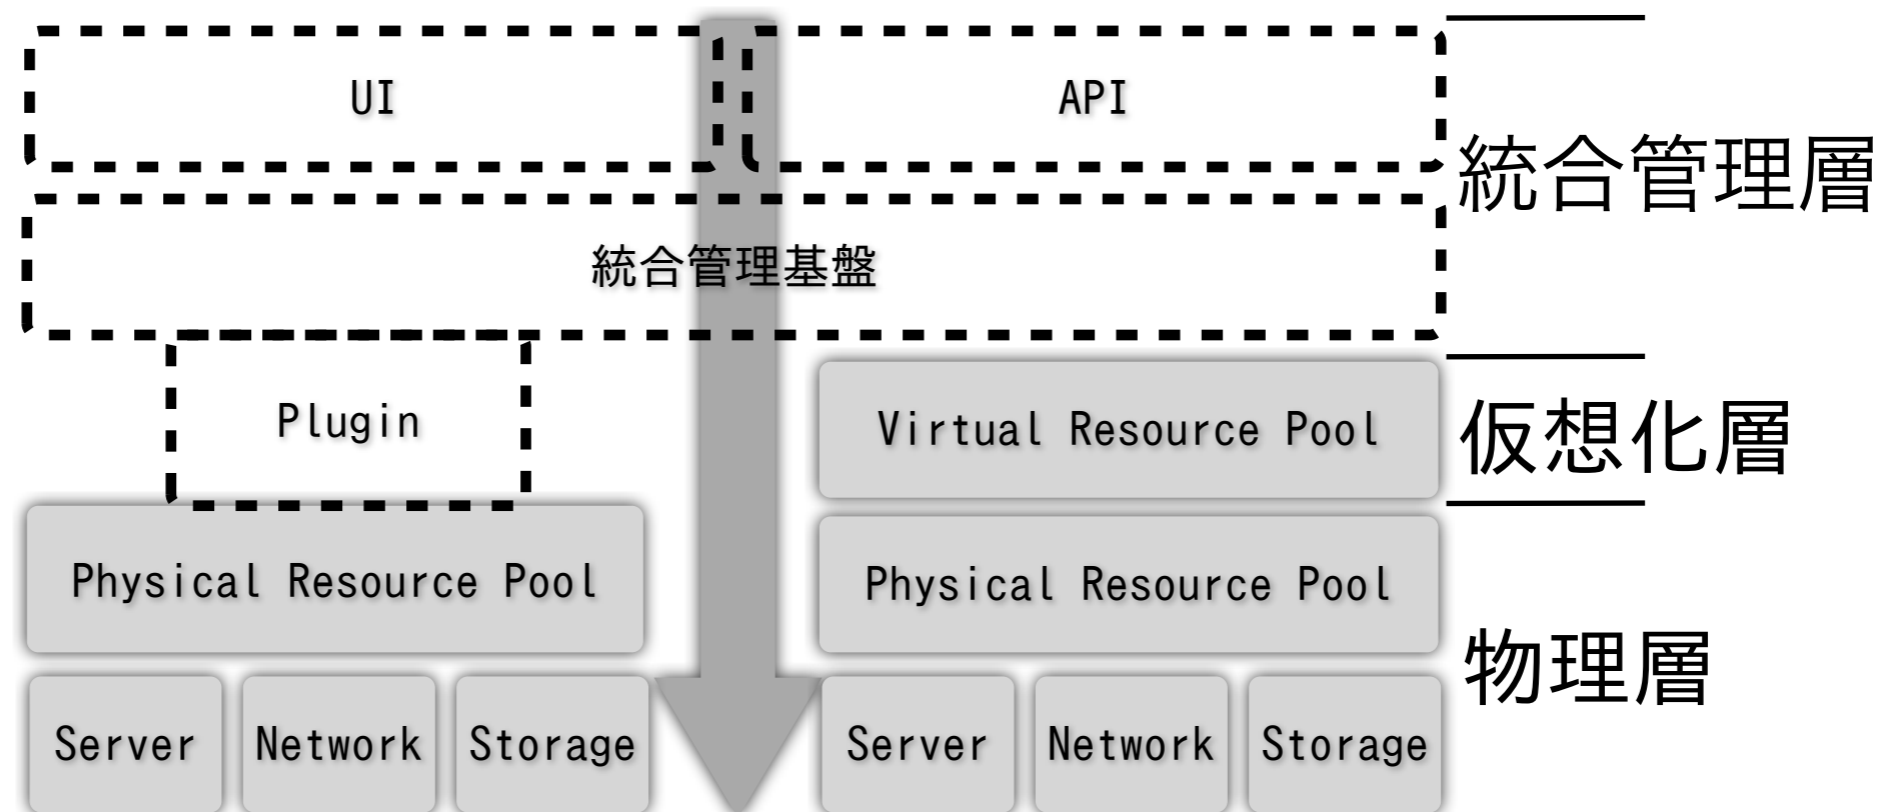 UI
API
統合管理層
統合管理基盤
Plugin
Virtual Resource Pool
仮想化層
Physical Resource Pool
Physical Resource Pool
物理層
Server
Network
Storage
Server
Network
Storage